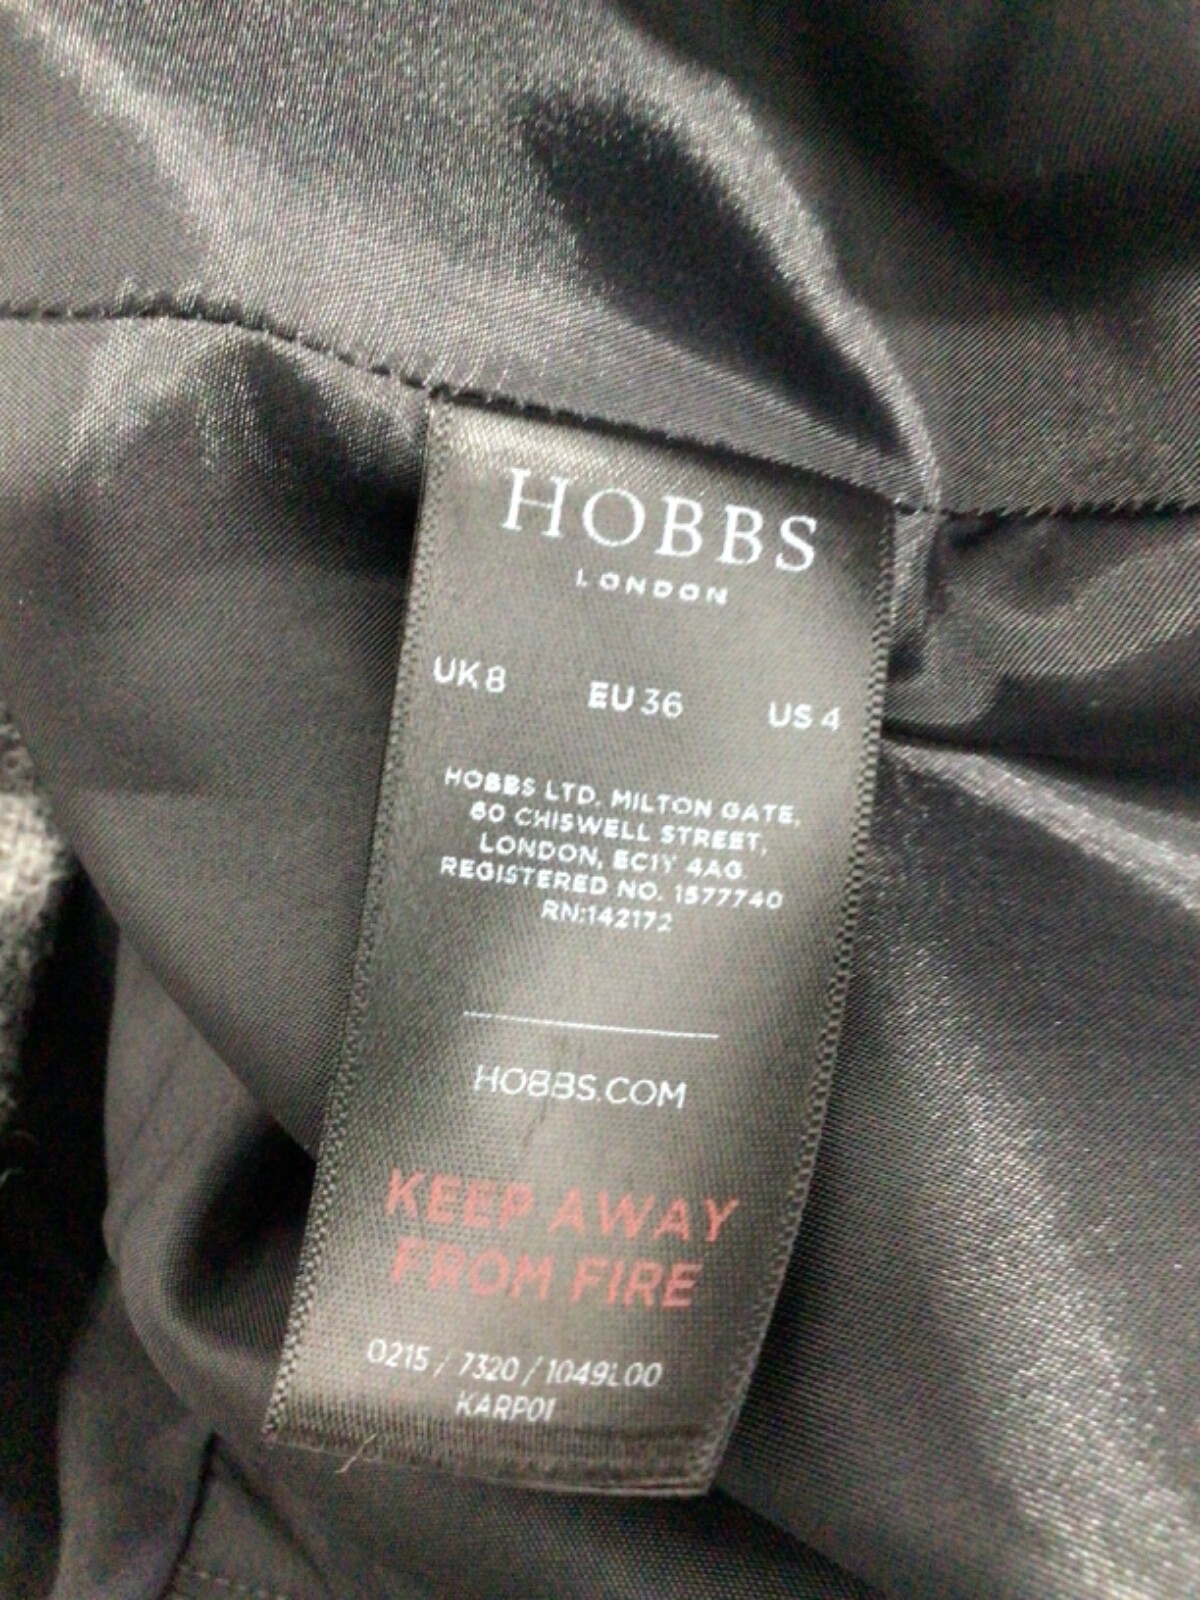 HOBBS
LONDON
UK 8 EU 36 US 4
HOBBS LTD, MILTON GATE,
60 CHISWELL STREET,
LONDON, EC1Y 4AG.
REGISTERED NO. 1577740
RN:142172
HOBBS.COM
KEEP AWAY
FROM FIRE
0215 / 7320 / 1049L00
KARP01